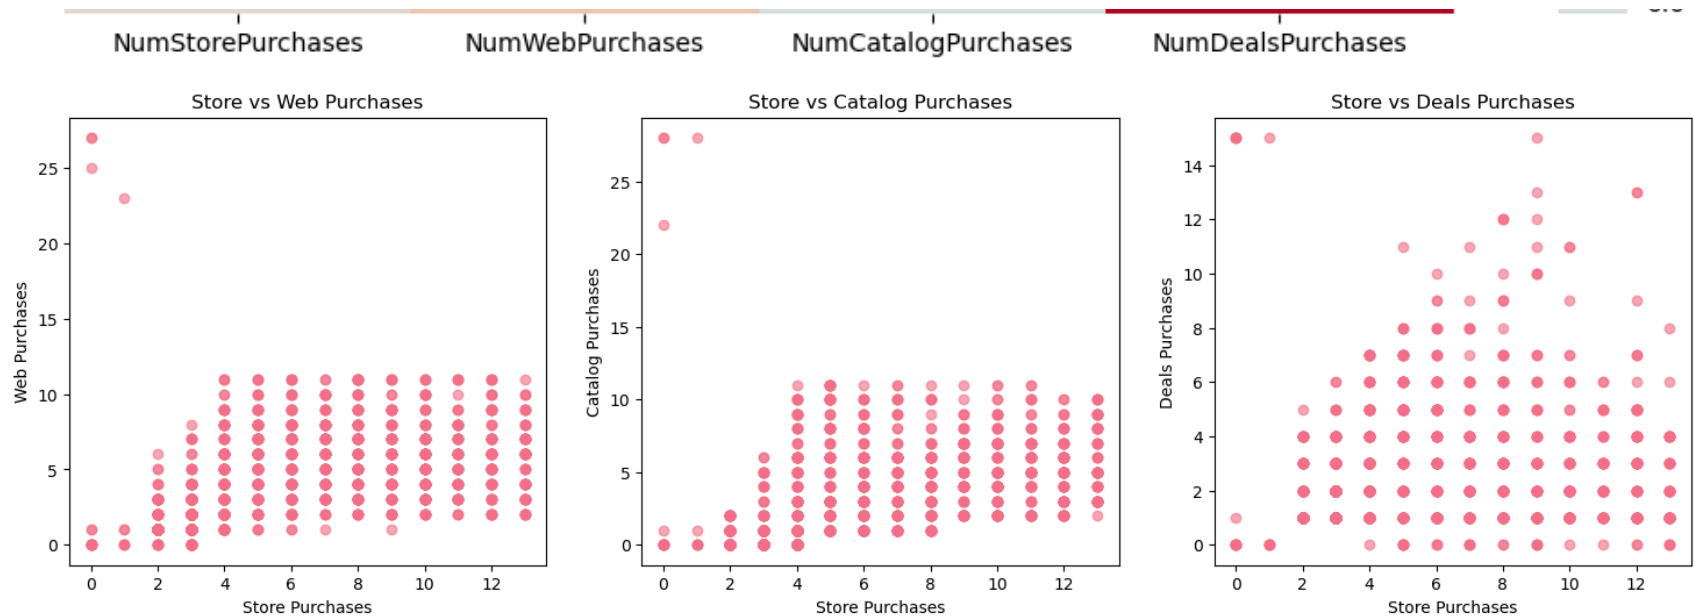 NumStorePurchases NumWebPurchases NumCatalogPurchases NumDealsPurchases
Store vs Web Purchases
25
20
15
10
5
0
Web Purchases
0 2 4 6 8 10 12
Store Purchases
Store vs Catalog Purchases
25
20
15
10
5
0
Catalog Purchases
0 2 4 6 8 10 12
Store Purchases
Store vs Deals Purchases
14
12
10
8
6
4
2
0
Deals Purchases
0 2 4 6 8 10 12
Store Purchases